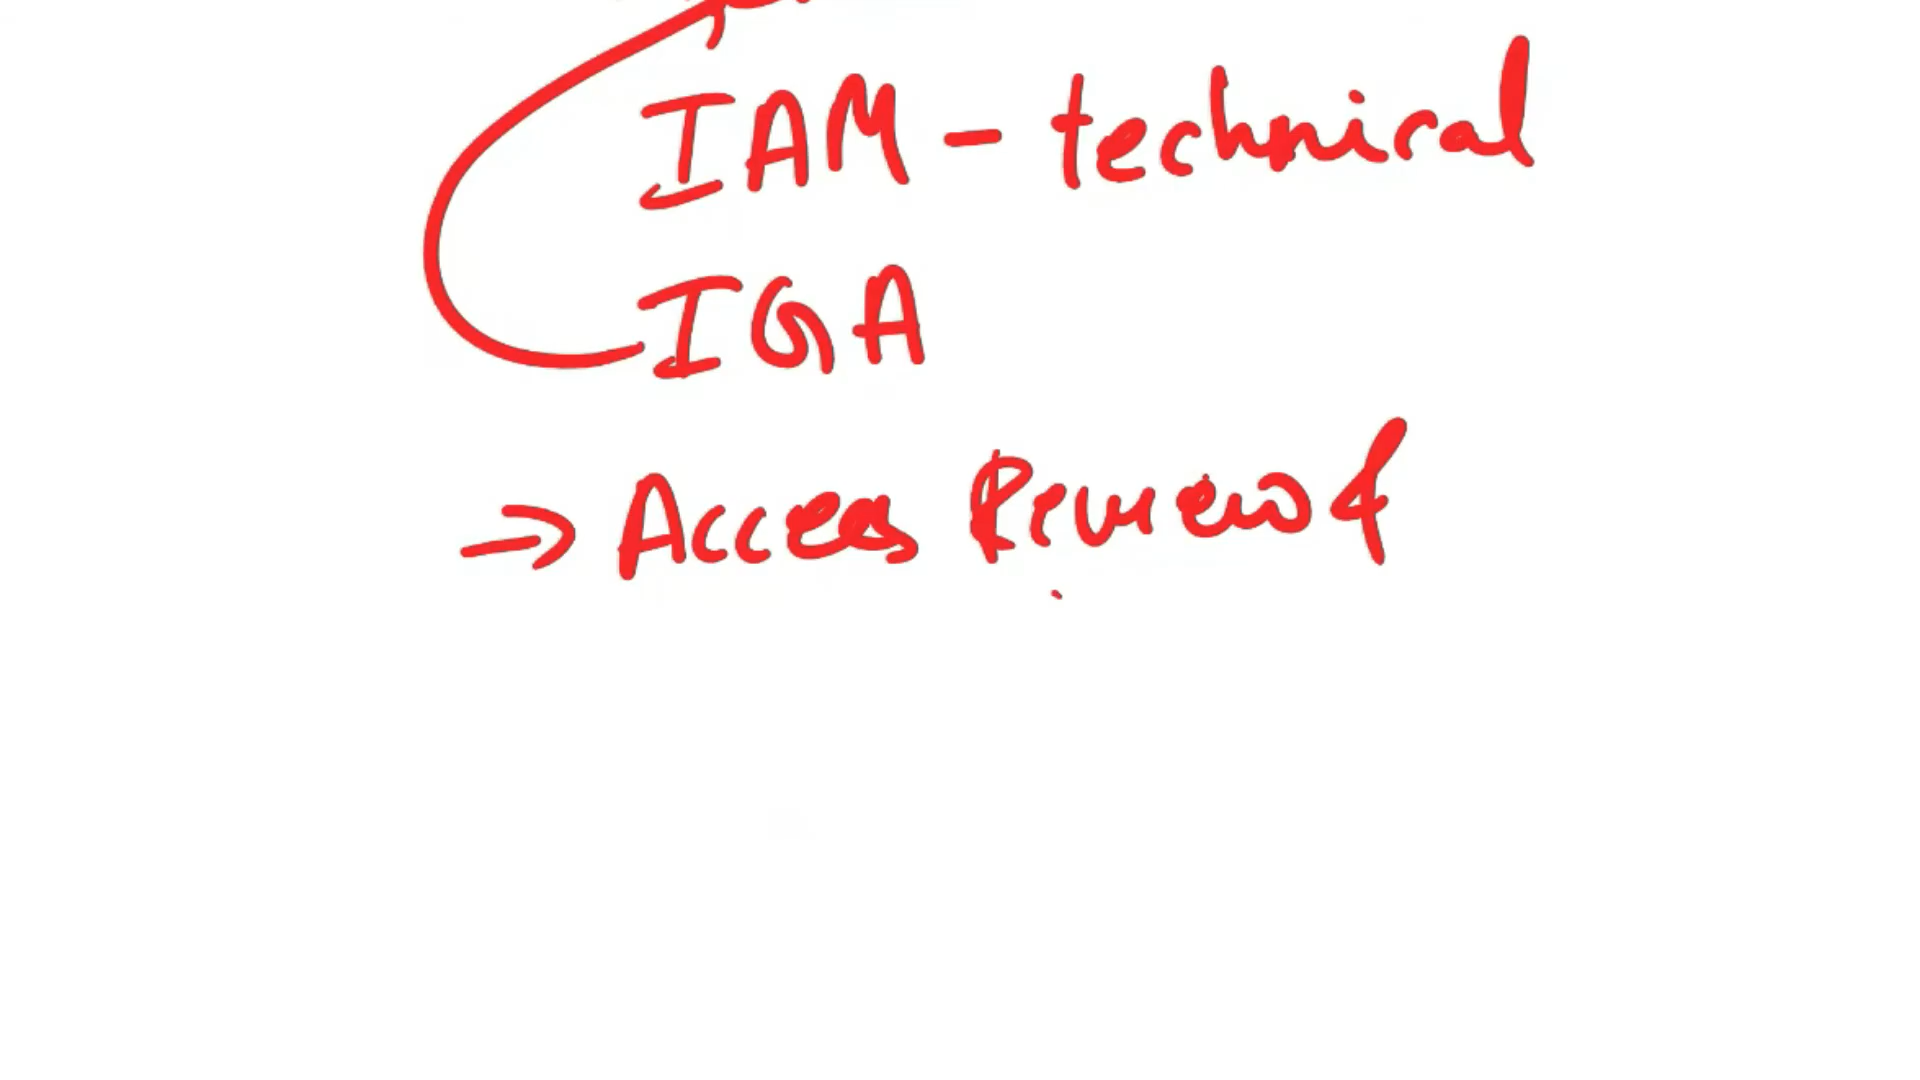 IAM - technical
IGA
→ Access Review &